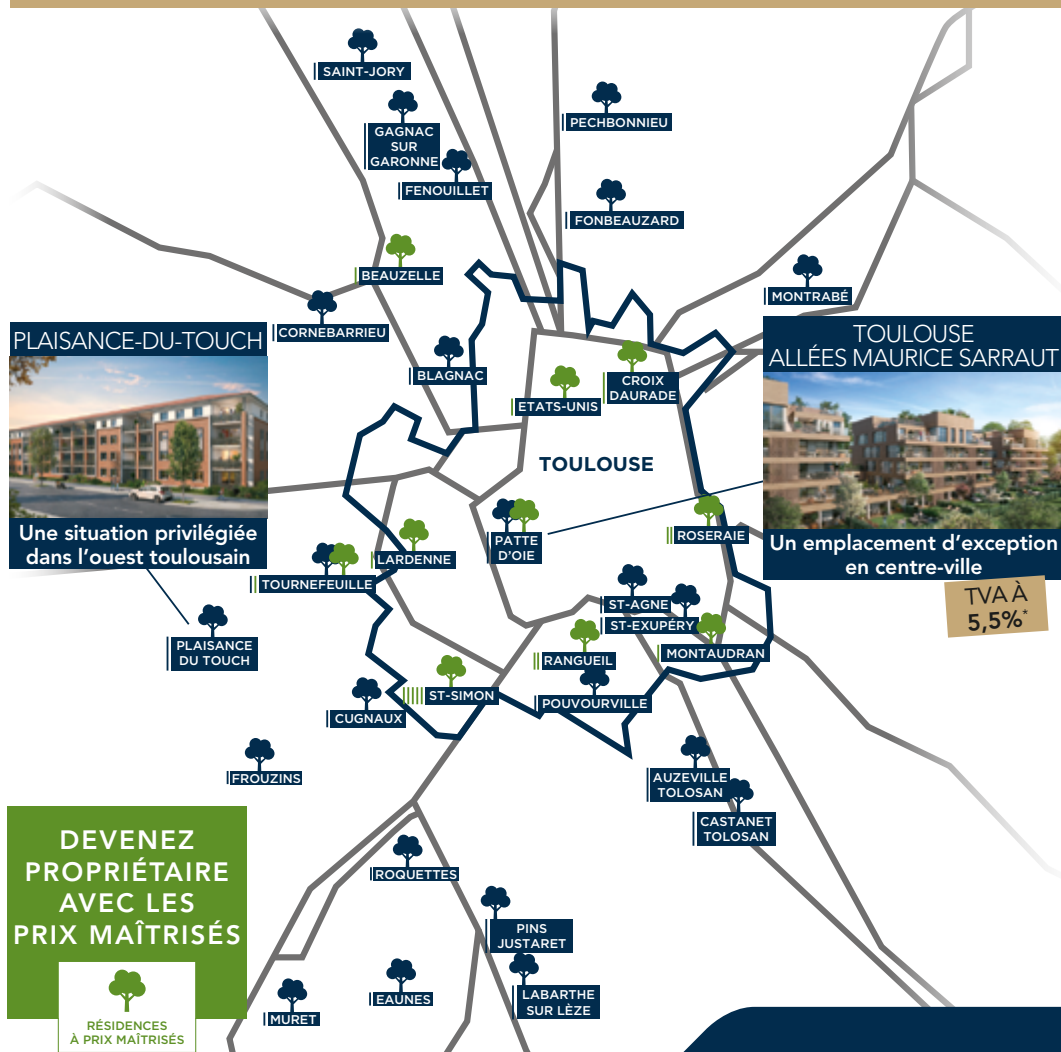 SAINT-JORY
GAGNAC
SUR
GARONNE
FENOUILLET
PECHBONNIEU
FONBEAUZARD
BEAUZELLE
MONTRABÉ
CORNEBARRIEU
PLAISANCE-DU-TOUCH
Une situation privilégiée
dans l'ouest toulousain
BLAGNAC
ETATS-UNIS
CROIX
DAURADE
TOULOUSE
ALLÉES MAURICE SARRAUT
Un emplacement d'exception
en centre-ville
TVA À
5,5%*
TOULOUSE
PATTE
D'OIE
ROSERAIE
LARDENNE
TOURNEFEUILLE
ST-AGNE
ST-EXUPÉRY
PLAISANCE
DU TOUCH
RANGUEIL
MONTAUDRAN
ST-SIMON
POUVOURVILLE
CUGNAUX
FROUZINS
AUZEVILLE
TOLOSAN
CASTANET
TOLOSAN
DEVENEZ
PROPRIÉTAIRE
AVEC LES
PRIX MAÎTRISÉS
RÉSIDENCES
À PRIX MAÎTRISÉS
ROQUETTES
PINS
JUSTARET
EAUNES
LABARTHE
SUR LÈZE
MURET